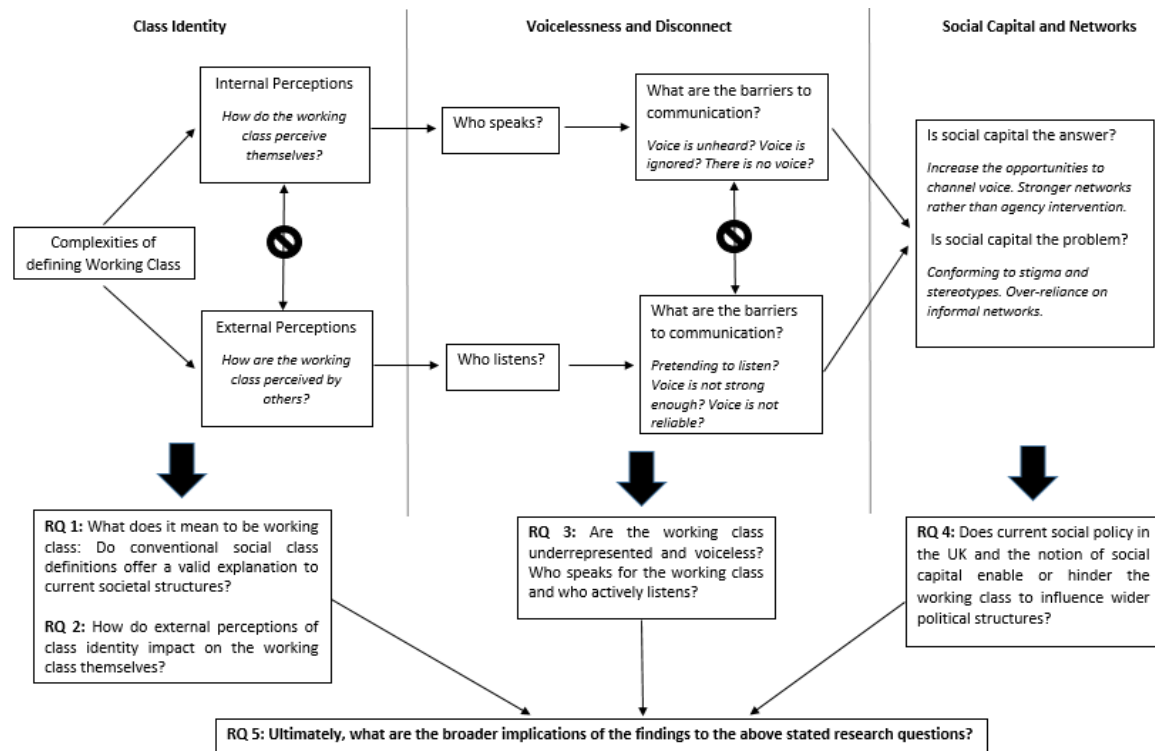 Class Identity
Voicelessness and Disconnect
Social Capital and Networks
Internal Perceptions
How do the working
class perceive
themselves?
Who speaks?
What are the barriers to
communication?
Voice is unheard? Voice is
ignored? There is no voice?
Is social capital the answer?
Increase the opportunities to
channel voice. Stronger networks
rather than agency intervention.
Is social capital the problem?
Conforming to stigma and
stereotypes. Over-reliance on
informal networks.
Complexities of
defining Working Class
External Perceptions
How are the working
class perceived by
others?
Who listens?
What are the barriers
to communication?
Pretending to listen?
Voice is not strong
enough? Voice is not
reliable?
RQ 1: What does it mean to be working
class: Do conventional social class
definitions offer a valid explanation to
current societal structures?
RQ 2: How do external perceptions of
class identity impact on the working
class themselves?
RQ 3: Are the working class
underrepresented and voiceless?
Who speaks for the working class
and who actively listens?
RQ 4: Does current social policy in
the UK and the notion of social
capital enable or hinder the
working class to influence wider
political structures?
RQ 5: Ultimately, what are the broader implications of the findings to the above stated research questions?